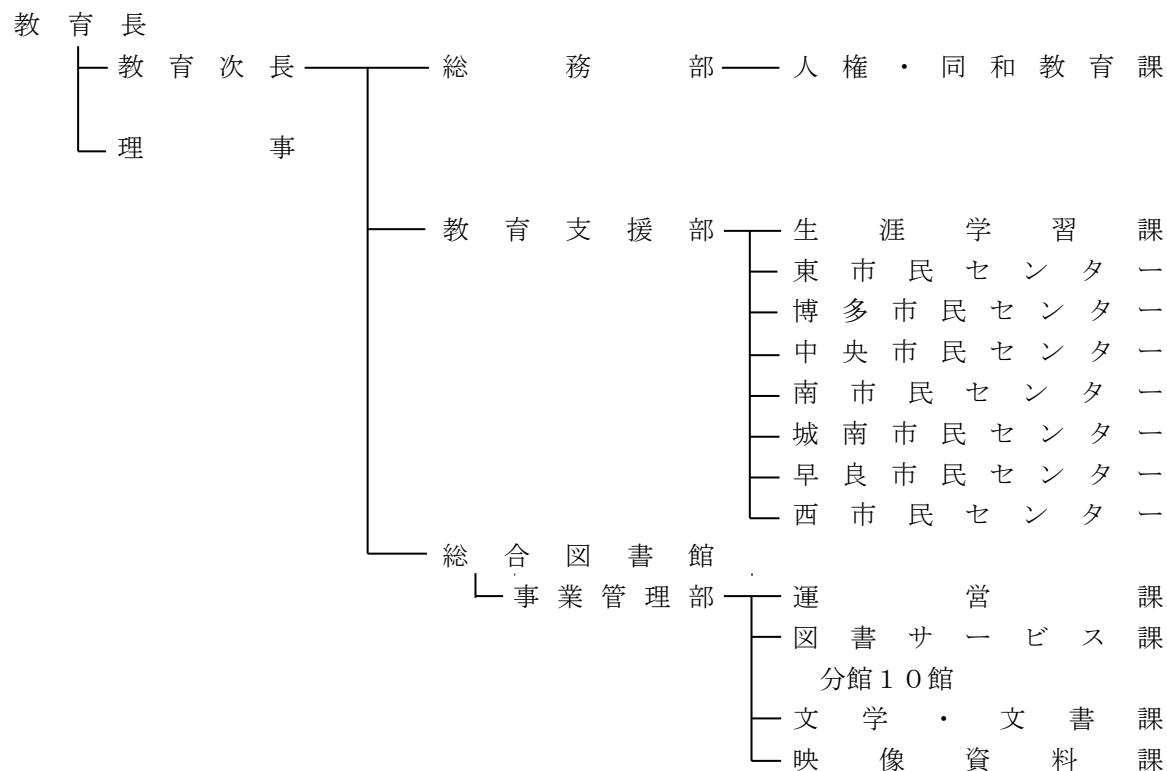 教育長
教育次長 総務部 人権・同和教育課
理事
教育支援部 生涯学習課
東市民センター
博多市民センター
中央市民センター
南市民センター
城南市民センター
早良市民センター
西市民センター
総合図書館
事業管理部 運営課
図書サービス課
分館１０館
文学・文書課
映像資料課